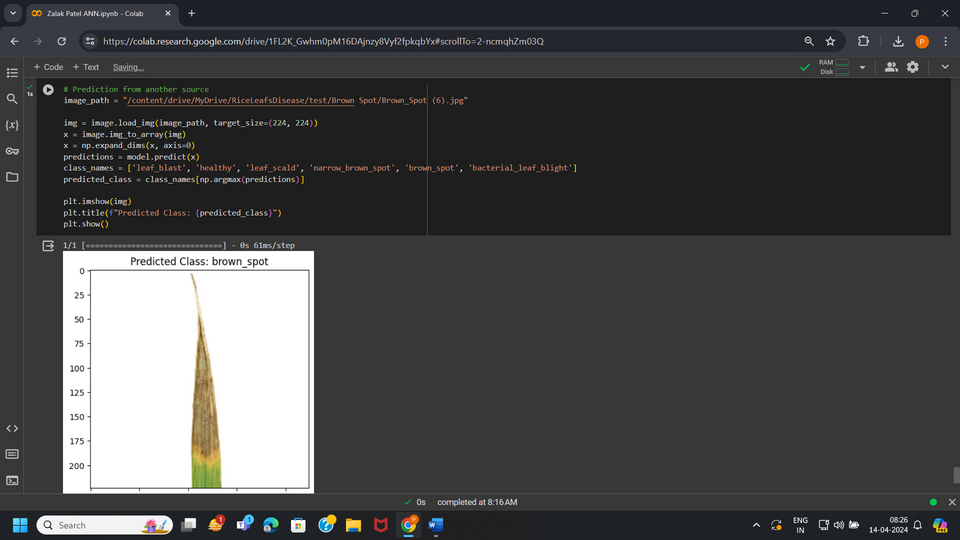 Zalak Patel ANN.ipynb - Colab
https://colab.research.google.com/drive/1FL2K_Gwhm0pM16DAjnzy8Vyf2fpkqbYx#scrollTo=2-ncmqhZm03Q
P
+ Code + Text Saving...
RAM
Disk
1s
# Prediction from another source
image_path = "/content/drive/MyDrive/RiceLeafsDisease/test/Brown Spot/Brown_Spot (6).jpg"
img = image.load_img(image_path, target_size=(224, 224))
x = image.img_to_array(img)
x = np.expand_dims(x, axis=0)
predictions = model.predict(x)
class_names = ['leaf_blast', 'healthy', 'leaf_scald', 'narrow_brown_spot', 'brown_spot', 'bacterial_leaf_blight']
predicted_class = class_names[np.argmax(predictions)]
plt.imshow(img)
plt.title(f"Predicted Class: {predicted_class}")
plt.show()
{x}
1/1 [==============================] - 0s 61ms/step
Predicted Class: brown_spot
0
25
50
75
100
125
150
175
200
0s completed at 8:16 AM
Search
1
1
ENG
IN
08:26
14-04-2024